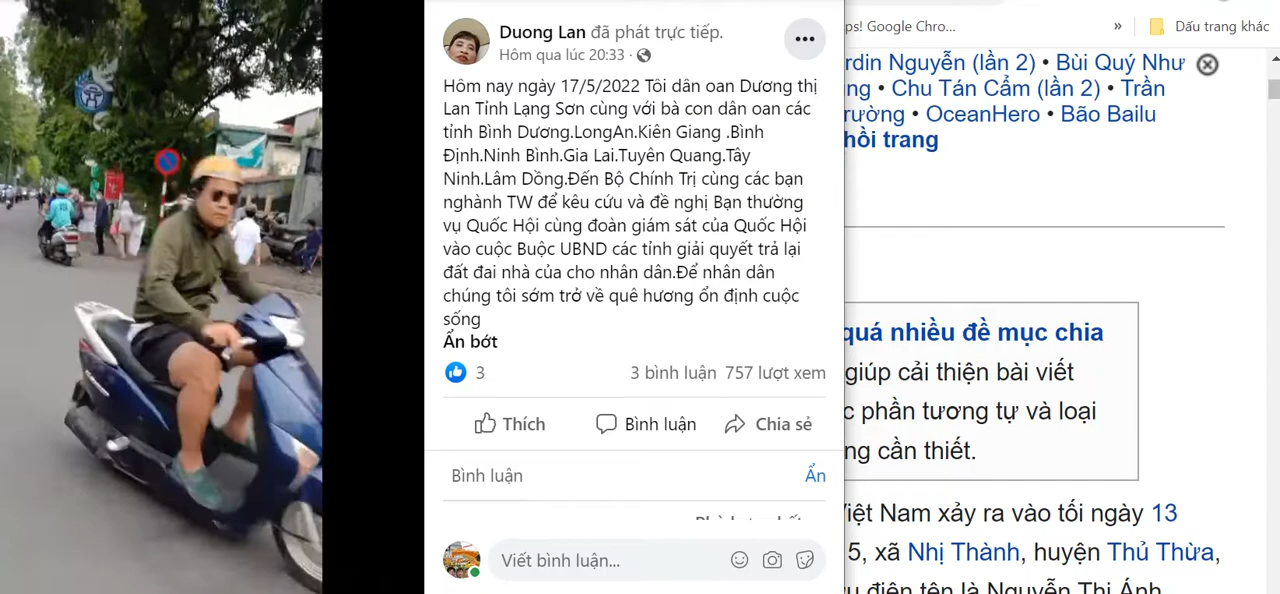 Duong Lan đã phát trực tiếp.
Hôm qua lúc 20:33 ·
Hôm nay ngày 17/5/2022 Tôi dân oan Dương thị
Lan Tỉnh Lạng Sơn cùng với bà con dân oan các
tỉnh Bình Dương.LongAn.Kiên Giang .Bình
Định.Ninh Bình.Gia Lai.Tuyên Quang.Tây
Ninh.Lâm Dồng.Đến Bộ Chính Trị cùng các bạn
nghành TW để kêu cứu và đề nghị Bạn thường
vụ Quốc Hội cùng đoàn giám sát của Quốc Hội
vào cuộc Buộc UBND các tỉnh giải quyết trả lại
đất đai nhà của cho nhân dân.Để nhân dân
chúng tôi sớm trở về quê hương ổn định cuộc
sống
Ẩn bớt
3
3 bình luận 757 lượt xem
Thích
Bình luận
Chia sẻ
Bình luận
Ẩn
Viết bình luận...
ps! Google Chro...
»
Dấu trang khác
rdin Nguyễn (lần 2) • Bùi Quý Như
ng • Chu Tán Cẩm (lần 2) • Trần
rường • OceanHero • Bão Bailu
hồi trang
quá nhiều đề mục chia
giúp cải thiện bài viết
c phần tương tự và loại
ng cần thiết.
Việt Nam xảy ra vào tối ngày 13
5, xã Nhị Thành, huyện Thủ Thừa,
điện tên là Nguyễn Thị Ánh